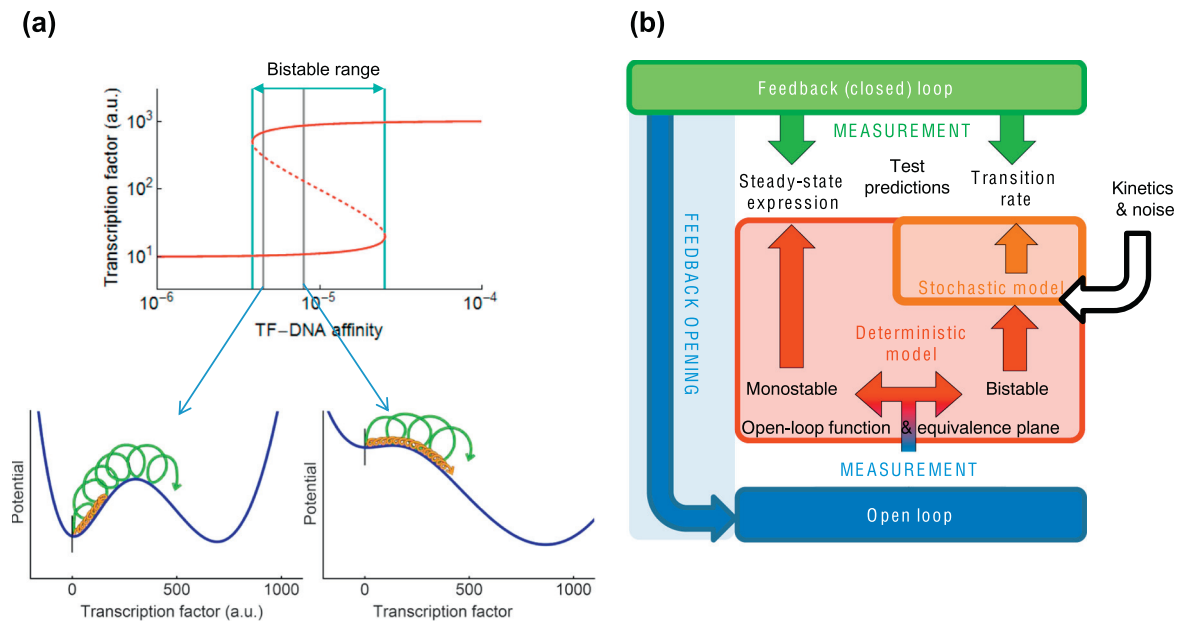 (a)
Bistable range
Transcription factor (a.u.)
10³
10²
10¹
10⁻⁶
10⁻⁵
10⁻⁴
TF–DNA affinity
Potential
0
500
1000
Transcription factor (a.u.)
Potential
0
500
1000
Transcription factor
(b)
Feedback (closed) loop
MEASUREMENT
Steady-state
expression
Test
predictions
Transition
rate
Kinetics
& noise
FEEDBACK OPENING
Stochastic model
Deterministic
model
Monostable
Bistable
Open-loop function & equivalence plane
MEASUREMENT
Open loop